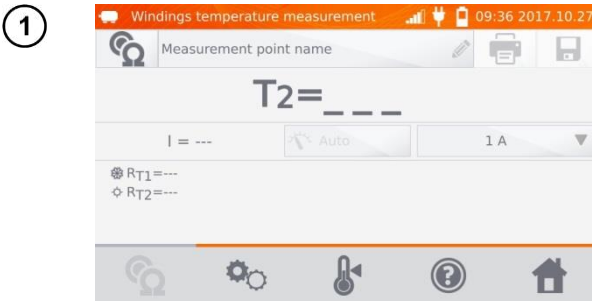 1
Windings temperature measurement 09:36 2017.10.27
Measurement point name
T2=_ _ _
I = --- Auto 1 A
RT1=---
RT2=---
?